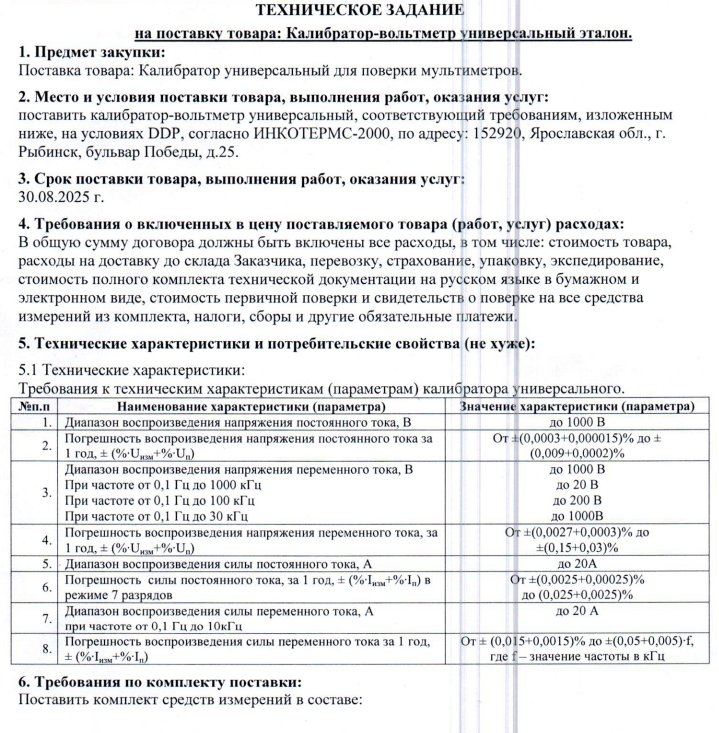 ТЕХНИЧЕСКОЕ ЗАДАНИЕ
на поставку товара: Калибратор-вольтметр универсальный эталон.
1. Предмет закупки:
Поставка товара: Калибратор универсальный для поверки мультиметров.
2. Место и условия поставки товара, выполнения работ, оказания услуг:
поставить калибратор-вольтметр универсальный, соответствующий требованиям, изложенным
ниже, на условиях DDP, согласно ИНКОТЕРМС-2000, по адресу: 152920, Ярославская обл., г.
Рыбинск, бульвар Победы, д.25.
3. Срок поставки товара, выполнения работ, оказания услуг:
30.08.2025 г.
4. Требования о включенных в цену поставляемого товара (работ, услуг) расходах:
В общую сумму договора должны быть включены все расходы, в том числе: стоимость товара,
расходы на доставку до склада Заказчика, перевозку, страхование, упаковку, экспедирование,
стоимость полного комплекта технической документации на русском языке в бумажном и
электронном виде, стоимость первичной поверки и свидетельств о поверке на все средства
измерений из комплекта, налоги, сборы и другие обязательные платежи.
5. Технические характеристики и потребительские свойства (не хуже):
5.1 Технические характеристики:
Требования к техническим характеристикам (параметрам) калибратора универсального.
№п.п Наименование характеристики (параметра) Значение характеристики (параметра)
1. Диапазон воспроизведения напряжения постоянного тока, В до 1000 В
2. Погрешность воспроизведения напряжения постоянного тока за От ±(0,0003+0,000015)% до ±
1 год, ± (%·Uизм+%·Uп) (0,009+0,0002)%
3. Диапазон воспроизведения напряжения переменного тока, В до 1000 В
При частоте от 0,1 Гц до 1000 кГц до 20 В
При частоте от 0,1 Гц до 100 кГц до 200 В
При частоте от 0,1 Гц до 30 кГц до 1000В
4. Погрешность воспроизведения напряжения переменного тока, за От ±(0,0027+0,0003)% до
1 год, ± (%·Uизм+%·Uп) ±(0,15+0,03)%
5. Диапазон воспроизведения силы постоянного тока, А до 20А
6. Погрешность силы постоянного тока, за 1 год, ± (%·Iизм+%·Iп) в От ±(0,0025+0,00025)%
режиме 7 разрядов до (0,025+0,0025)%
7. Диапазон воспроизведения силы переменного тока, А до 20 А
при частоте от 0,1 Гц до 10кГц
8. Погрешность воспроизведения силы переменного тока за 1 год, От ± (0,015+0,0015)% до ±(0,05+0,005)·f,
± (%·Iизм+%·Iп) где f – значение частоты в кГц
6. Требования по комплекту поставки:
Поставить комплект средств измерений в составе: